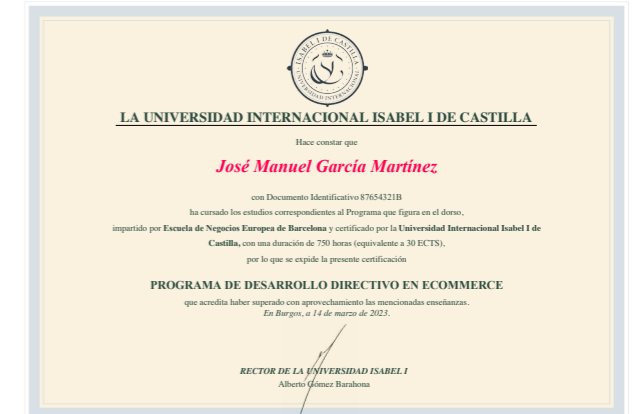 ISABEL I DE CASTILLA
UNIVERSIDAD INTERNACIONAL
LA UNIVERSIDAD INTERNACIONAL ISABEL I DE CASTILLA
Hace constar que
José Manuel García Martínez
con Documento Identificativo 87654321B
ha cursado los estudios correspondientes al Programa que figura en el dorso,
impartido por Escuela de Negocios Europea de Barcelona y certificado por la Universidad Internacional Isabel I de
Castilla, con una duración de 750 horas (equivalente a 30 ECTS),
por lo que se expide la presente certificación
PROGRAMA DE DESARROLLO DIRECTIVO EN ECOMMERCE
que acredita haber superado con aprovechamiento las mencionadas enseñanzas.
En Burgos, a 14 de marzo de 2023.
RECTOR DE LA UNIVERSIDAD ISABEL I
Alberto Gómez Barahona